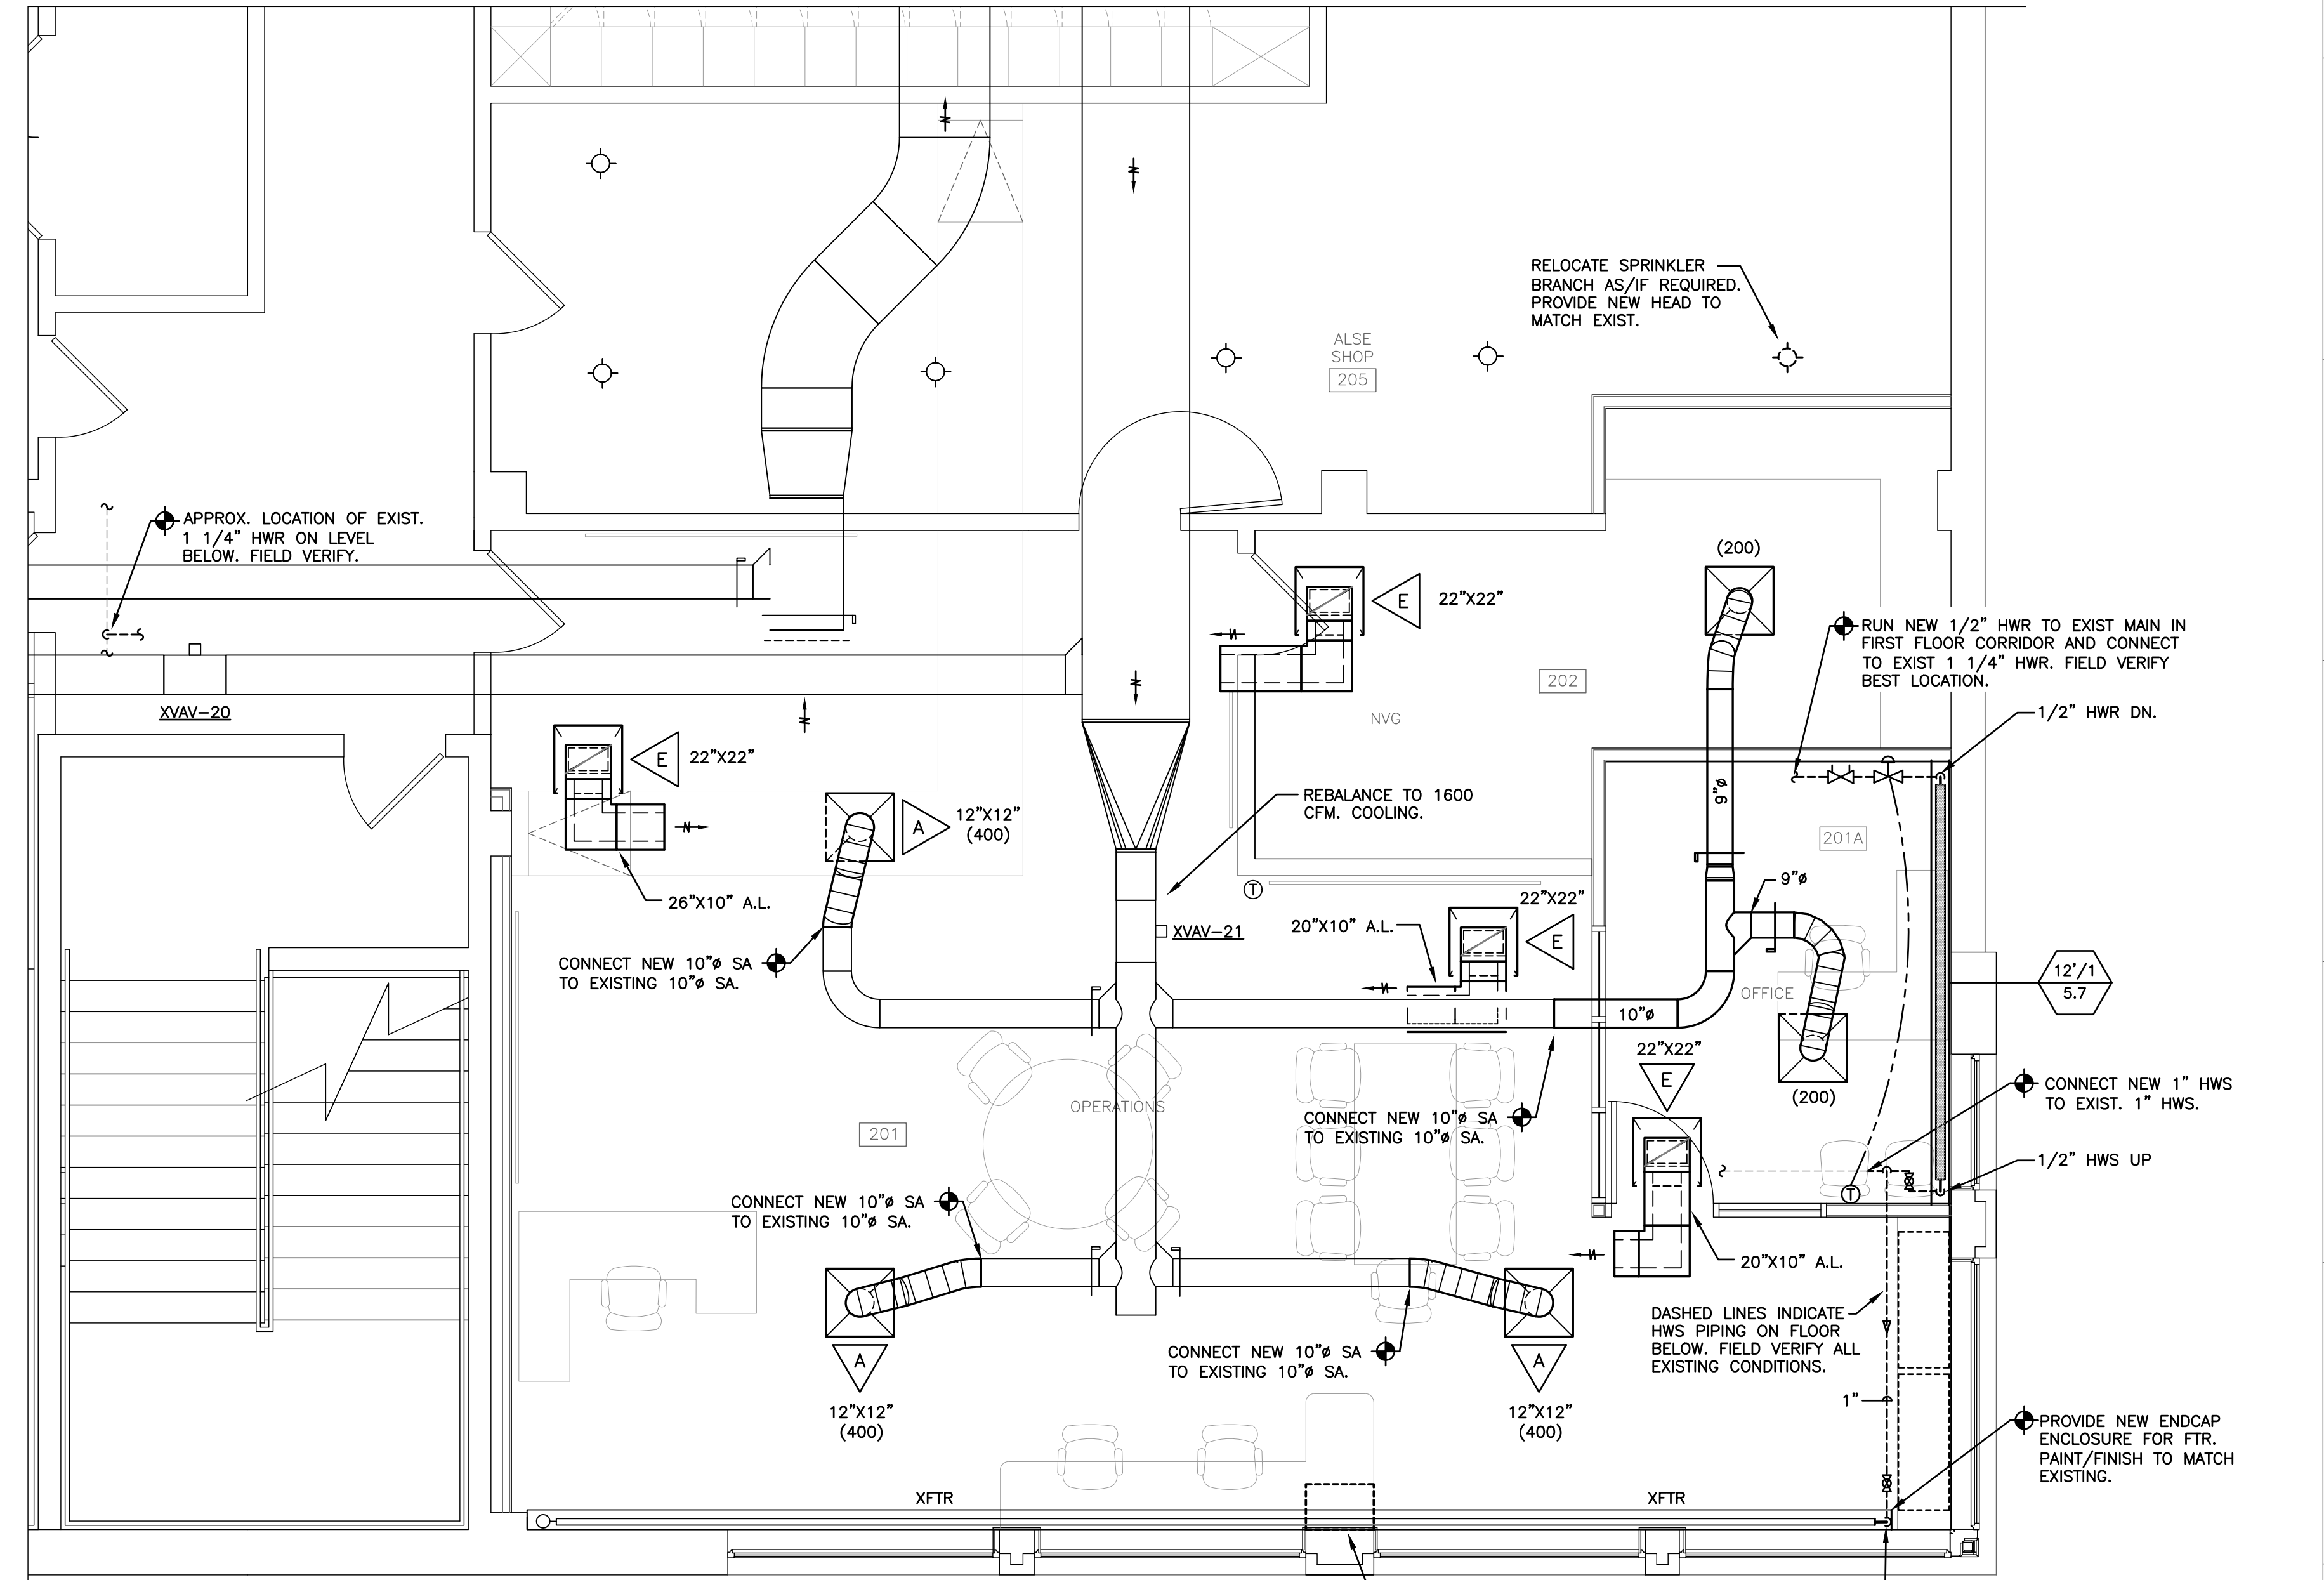 RELOCATE SPRINKLER
BRANCH AS/IF REQUIRED.
PROVIDE NEW HEAD TO
MATCH EXIST.
ALSE
SHOP
205
APPROX. LOCATION OF EXIST.
1 1/4" HWR ON LEVEL
BELOW. FIELD VERIFY.
(200)
E
22"X22"
RUN NEW 1/2" HWR TO EXIST MAIN IN
FIRST FLOOR CORRIDOR AND CONNECT
TO EXIST 1 1/4" HWR. FIELD VERIFY
BEST LOCATION.
202
NVG
XVAV-20
1/2" HWR DN.
E
22"X22"
9"ø
REBALANCE TO 1600
CFM. COOLING.
A
12"X12"
(400)
201A
9"ø
26"X10" A.L.
22"X22"
E
20"X10" A.L.
XVAV-21
CONNECT NEW 10"ø SA
TO EXISTING 10"ø SA.
12'/1
5.7
OFFICE
10"ø
22"X22"
E
CONNECT NEW 1" HWS
TO EXIST. 1" HWS.
(200)
OPERATIONS
201
CONNECT NEW 10"ø SA
TO EXISTING 10"ø SA.
1/2" HWS UP
T
T
CONNECT NEW 10"ø SA
TO EXISTING 10"ø SA.
20"X10" A.L.
DASHED LINES INDICATE
HWS PIPING ON FLOOR
BELOW. FIELD VERIFY ALL
EXISTING CONDITIONS.
CONNECT NEW 10"ø SA
TO EXISTING 10"ø SA.
A
12"X12"
(400)
A
12"X12"
(400)
1"
PROVIDE NEW ENDCAP
ENCLOSURE FOR FTR.
PAINT/FINISH TO MATCH
EXISTING.
XFTR
XFTR